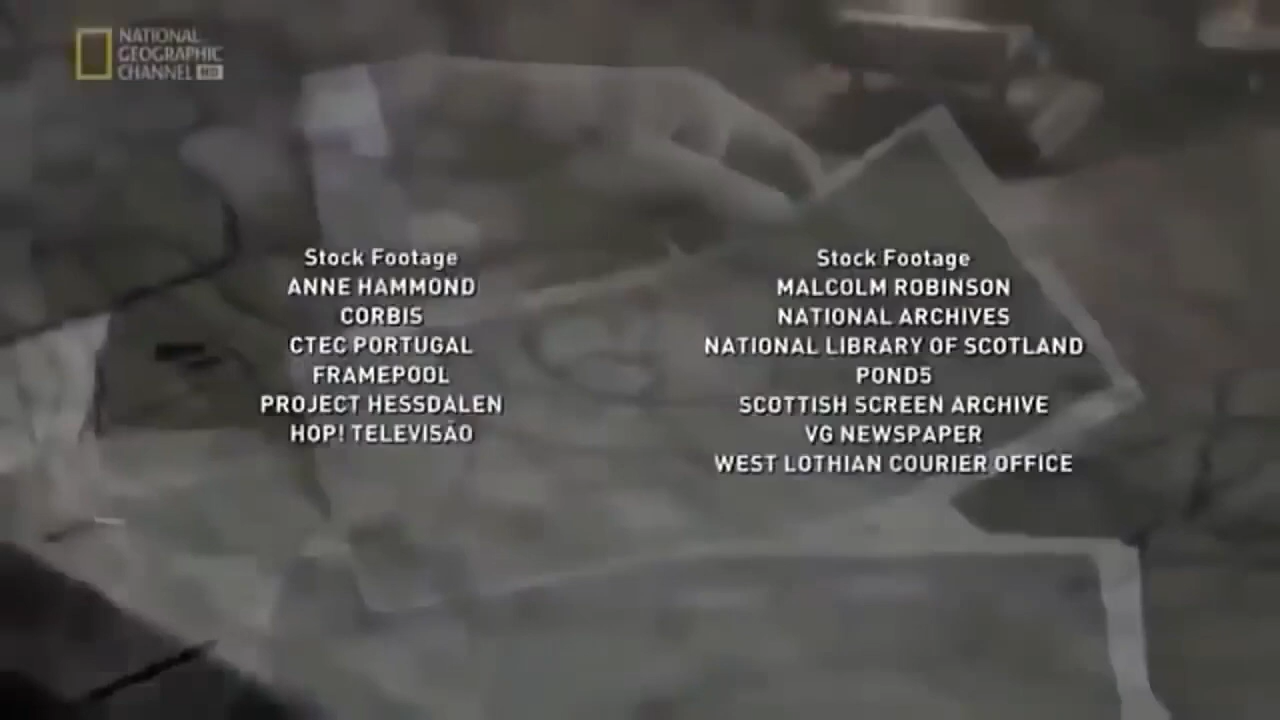 NATIONAL
GEOGRAPHIC
CHANNEL HD
Stock Footage
ANNE HAMMOND
CORBIS
CTEC PORTUGAL
FRAMEPOOL
PROJECT HESSDALEN
HOP! TELEVISÃO
Stock Footage
MALCOLM ROBINSON
NATIONAL ARCHIVES
NATIONAL LIBRARY OF SCOTLAND
POND5
SCOTTISH SCREEN ARCHIVE
VG NEWSPAPER
WEST LOTHIAN COURIER OFFICE